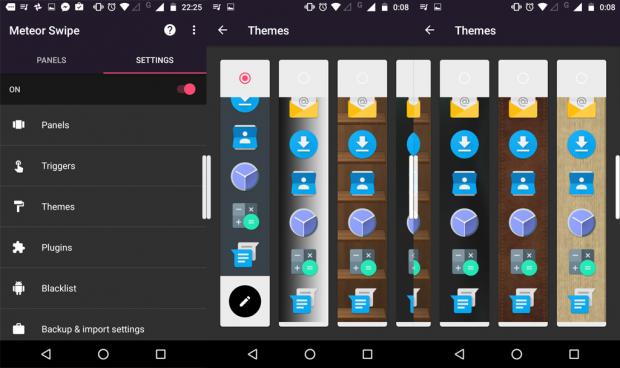 22:25
Meteor Swipe
PANELS
SETTINGS
ON
Panels
Triggers
Themes
Plugins
Blacklist
Backup & import settings
G
0:08
Themes
G
0:08
Themes